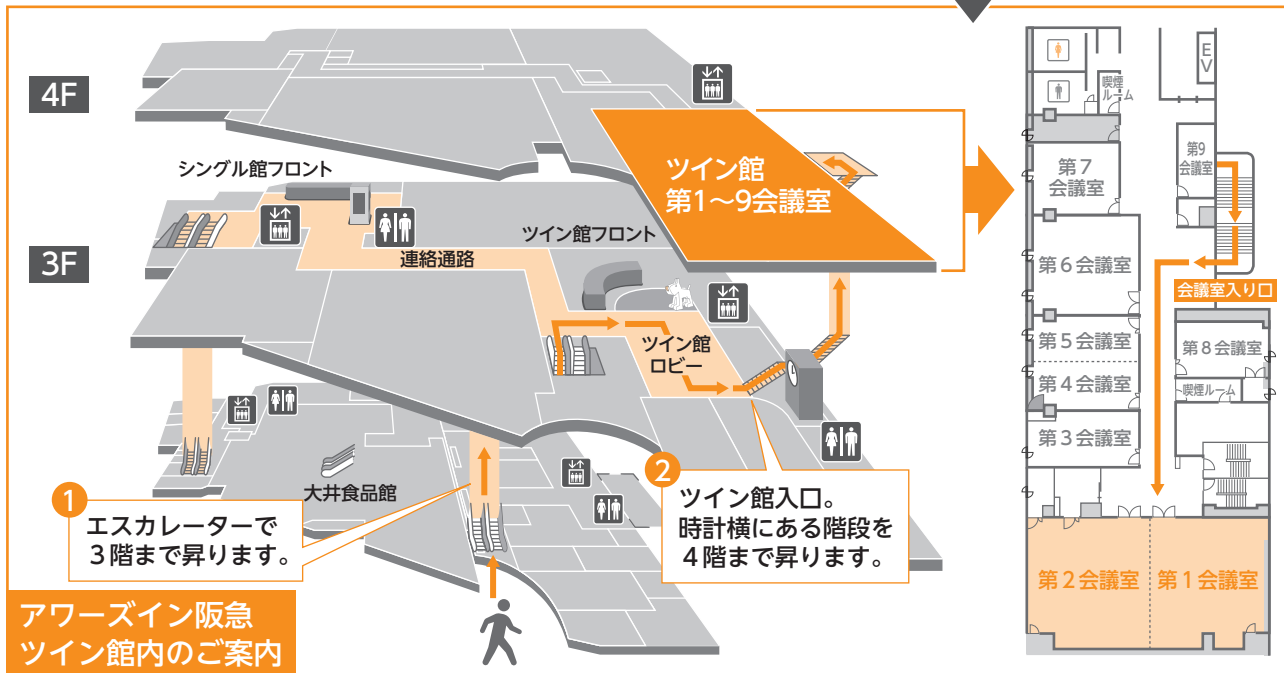 4F
シングル館フロント
ツイン館
第1～9会議室
3F
ツイン館フロント
連絡通路
ツイン館
ロビー
大井食品館
1
エスカレーターで
3階まで昇ります。
2
ツイン館入口。
時計横にある階段を
4階まで昇ります。
アワーズイン阪急
ツイン館内のご案内
EV
喫煙
ルーム
第9
会議室
第7
会議室
第6会議室
会議室入り口
第5会議室
第8会議室
第4会議室
喫煙ルーム
第3会議室
第2会議室
第1会議室